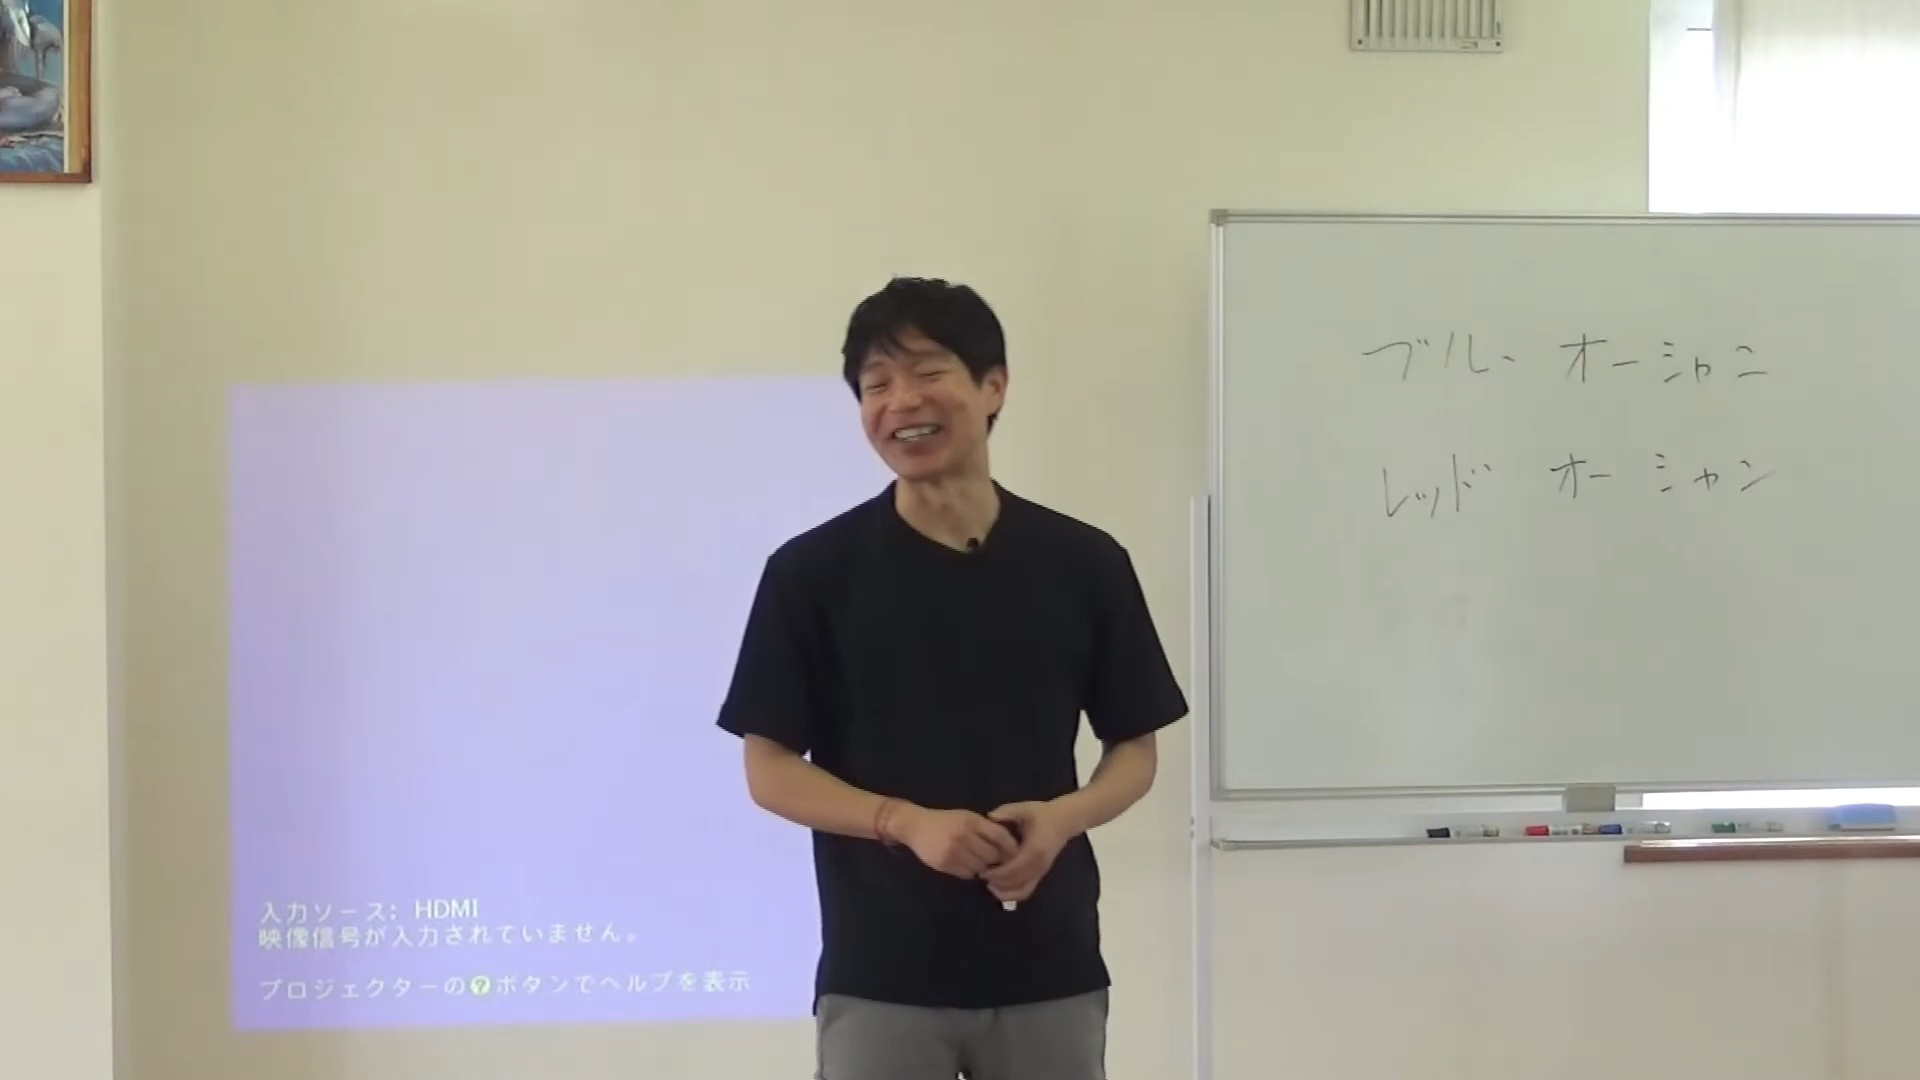 入力ソース: HDMI
映像信号が入力されていません。
プロジェクターの?ボタンでヘルプを表示
ブルー オーシャン
レッド オーシャン